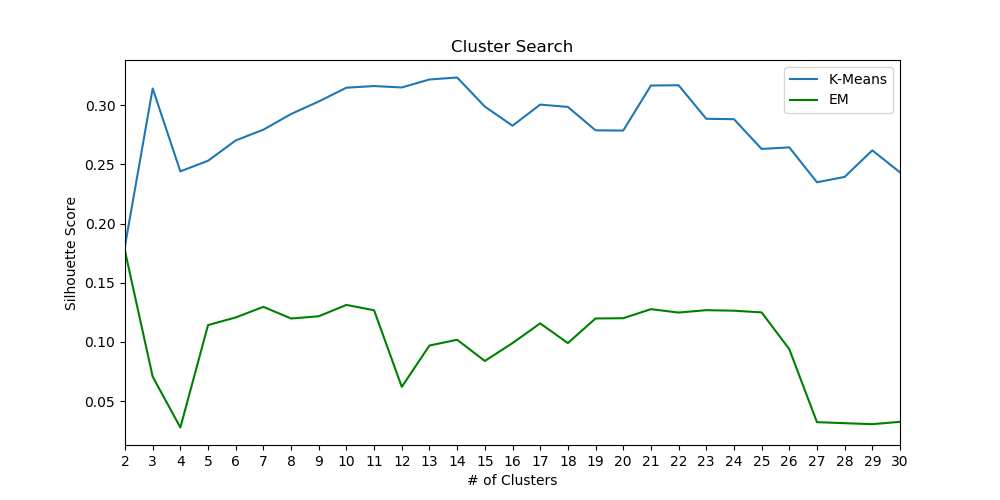 Cluster Search
K-Means
EM
Silhouette Score
0.30
0.25
0.20
0.15
0.10
0.05
2 3 4 5 6 7 8 9 10 11 12 13 14 15 16 17 18 19 20 21 22 23 24 25 26 27 28 29 30
# of Clusters